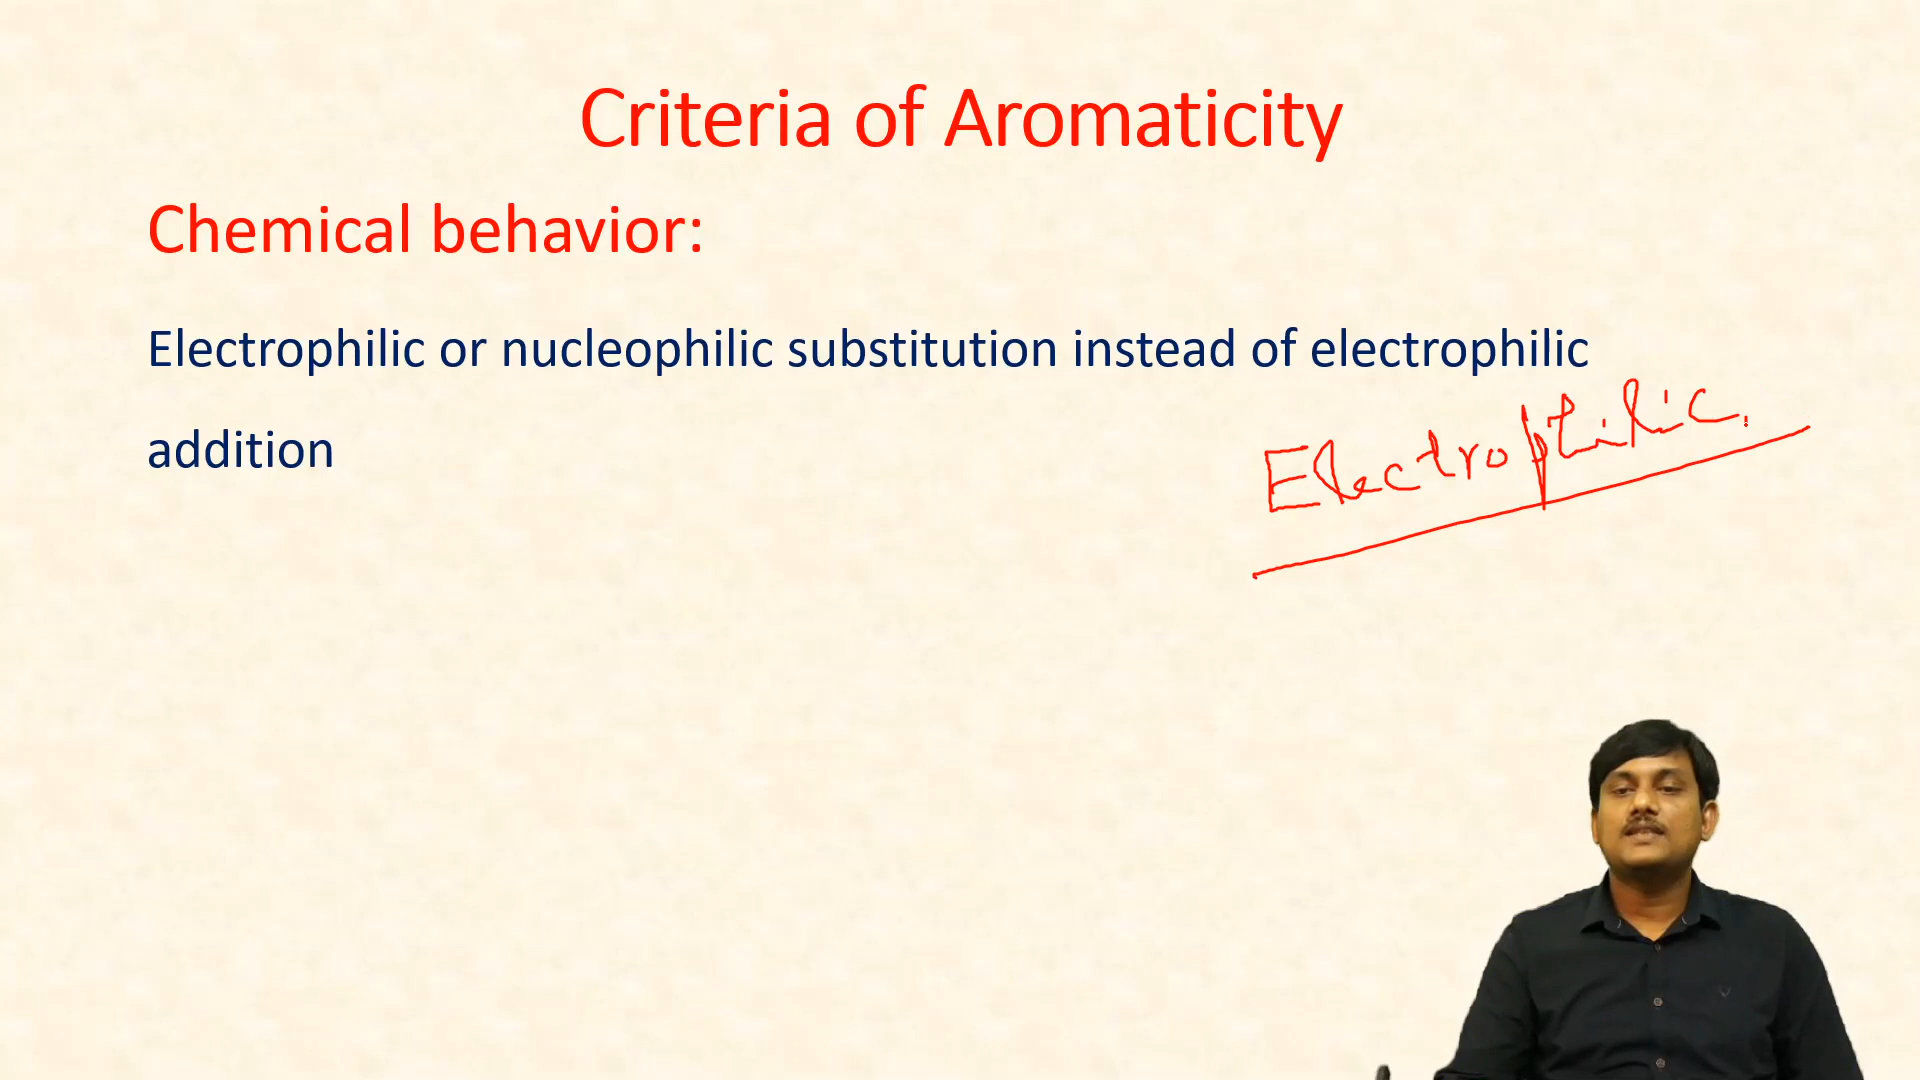 Criteria of Aromaticity
Chemical behavior:
Electrophilic or nucleophilic substitution instead of electrophilic
addition
Electrophilic.